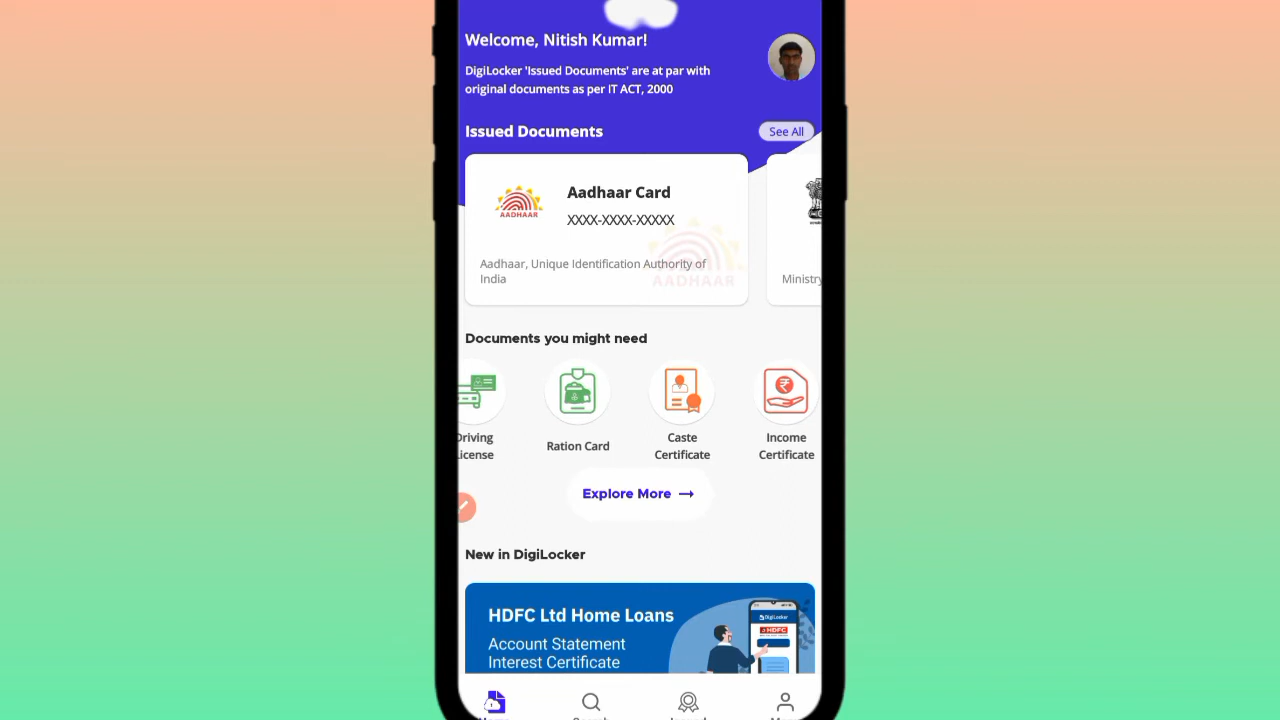 Welcome, Nitish Kumar!
DigiLocker 'Issued Documents' are at par with
original documents as per IT ACT, 2000
Issued Documents
See All
AADHAAR
Aadhaar Card
XXXX-XXXX-XXXXX
Aadhaar, Unique Identification Authority of
India
AADHAAR
Ministry
Documents you might need
Driving
License
Ration Card
Caste
Certificate
Income
Certificate
Explore More →
New in DigiLocker
HDFC Ltd Home Loans
Account Statement
Interest Certificate
DigiLocker
HDFC